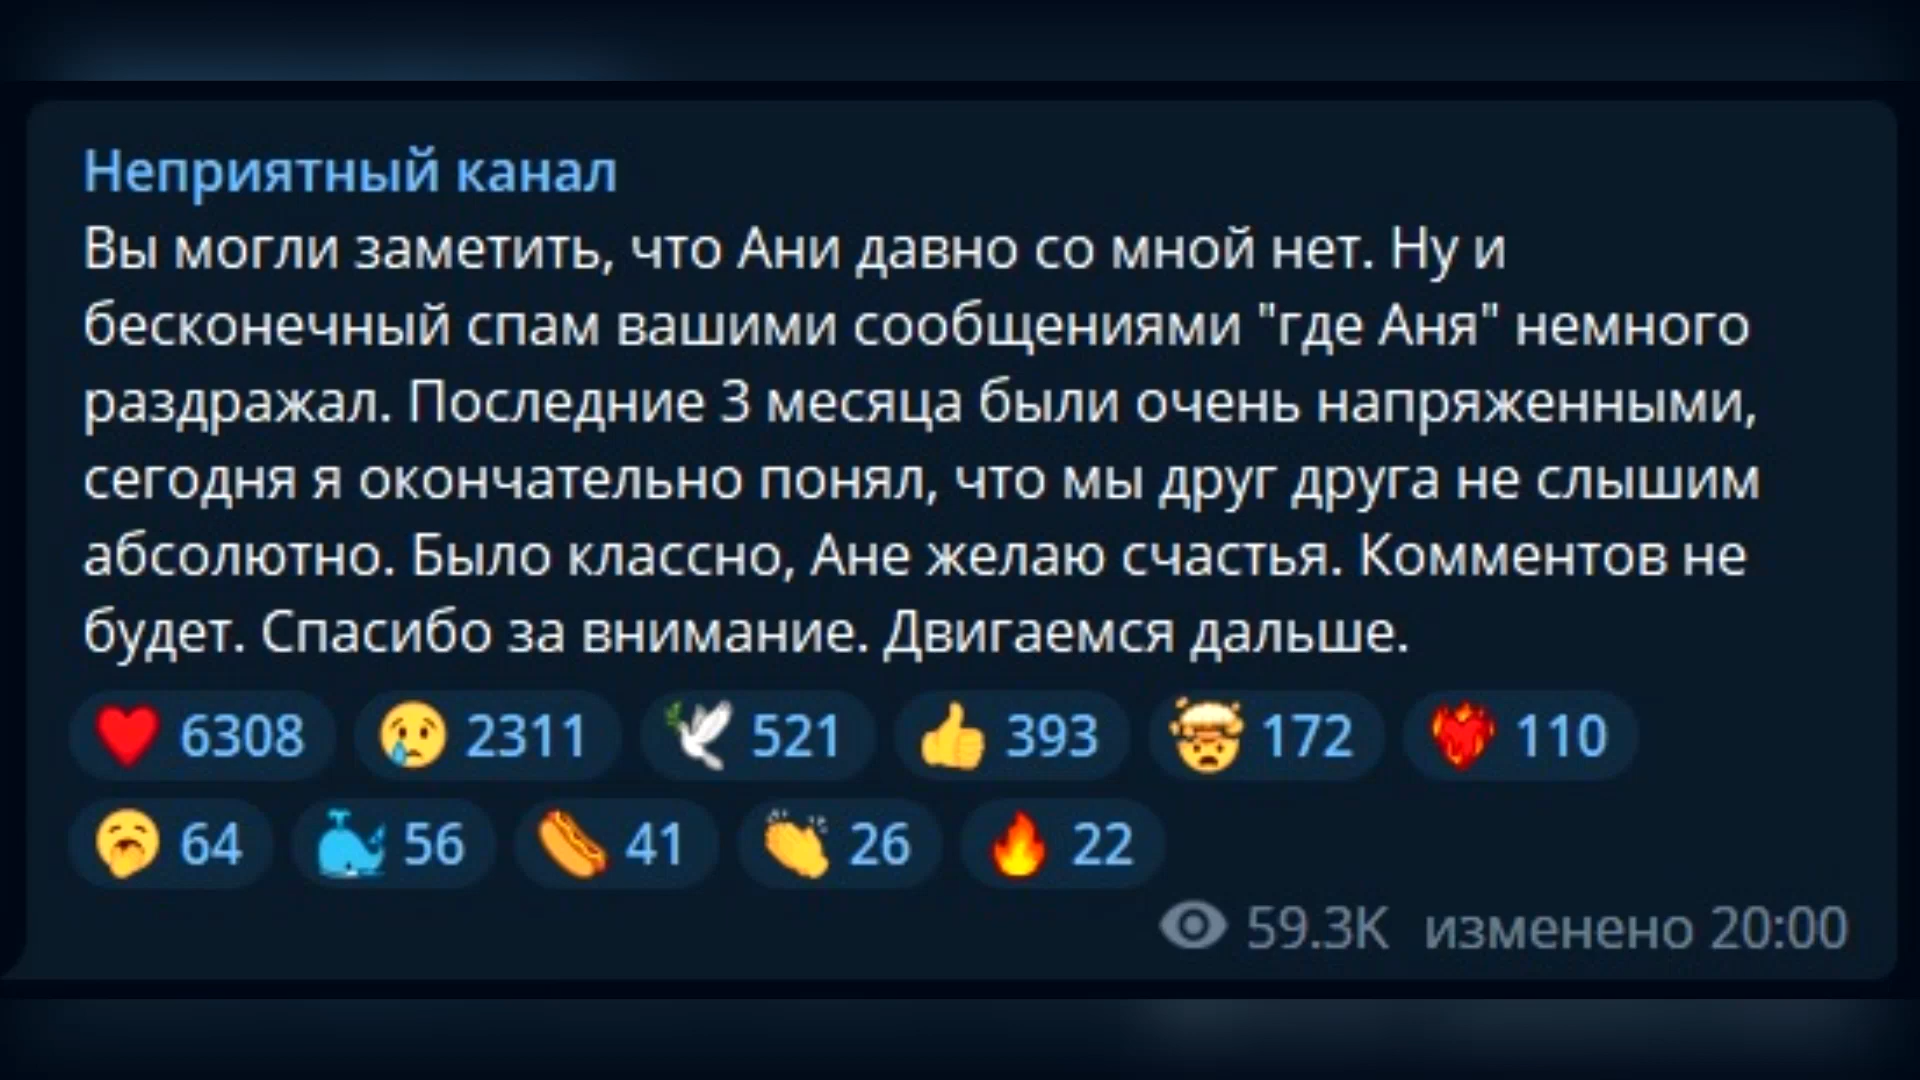 Неприятный канал
Вы могли заметить, что Ани давно со мной нет. Ну и
бесконечный спам вашими сообщениями "где Аня" немного
раздражал. Последние 3 месяца были очень напряженными,
сегодня я окончательно понял, что мы друг друга не слышим
абсолютно. Было классно, Ане желаю счастья. Комментов не
будет. Спасибо за внимание. Двигаемся дальше.
6308 2311 521 393 172 110
64 56 41 26 22
59.3K изменено 20:00